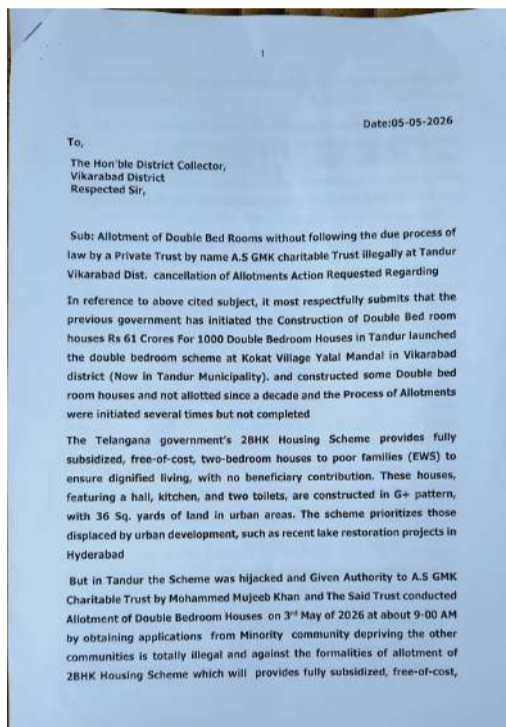 1
Date:05-05-2026
To,
The Hon'ble District Collector,
Vikarabad District
Respected Sir,
Sub: Allotment of Double Bed Rooms without following the due process of
law by a Private Trust by name A.S GMK charitable Trust illegally at Tandur
Vikarabad Dist. cancellation of Allotments Action Requested Regarding
In reference to above cited subject, it most respectfully submits that the
previous government has initiated the Construction of Double Bed room
houses Rs 61 Crores For 1000 Double Bedroom Houses in Tandur launched
the double bedroom scheme at Kokat Village Yalal Mandal in Vikarabad
district (Now in Tandur Municipality). and constructed some Double bed
room houses and not allotted since a decade and the Process of Allotments
were initiated several times but not completed
The Telangana government's 2BHK Housing Scheme provides fully
subsidized, free-of-cost, two-bedroom houses to poor families (EWS) to
ensure dignified living, with no beneficiary contribution. These houses,
featuring a hall, kitchen, and two toilets, are constructed in G+ pattern,
with 36 Sq. yards of land in urban areas. The scheme prioritizes those
displaced by urban development, such as recent lake restoration projects in
Hyderabad
But in Tandur the Scheme was hijacked and Given Authority to A.S GMK
Charitable Trust by Mohammed Mujeeb Khan and The Said Trust conducted
Allotment of Double Bedroom Houses on 3rd May of 2026 at about 9-00 AM
by obtaining applications from Minority community depriving the other
communities is totally illegal and against the formalities of allotment of
2BHK Housing Scheme which will provides fully subsidized, free-of-cost,